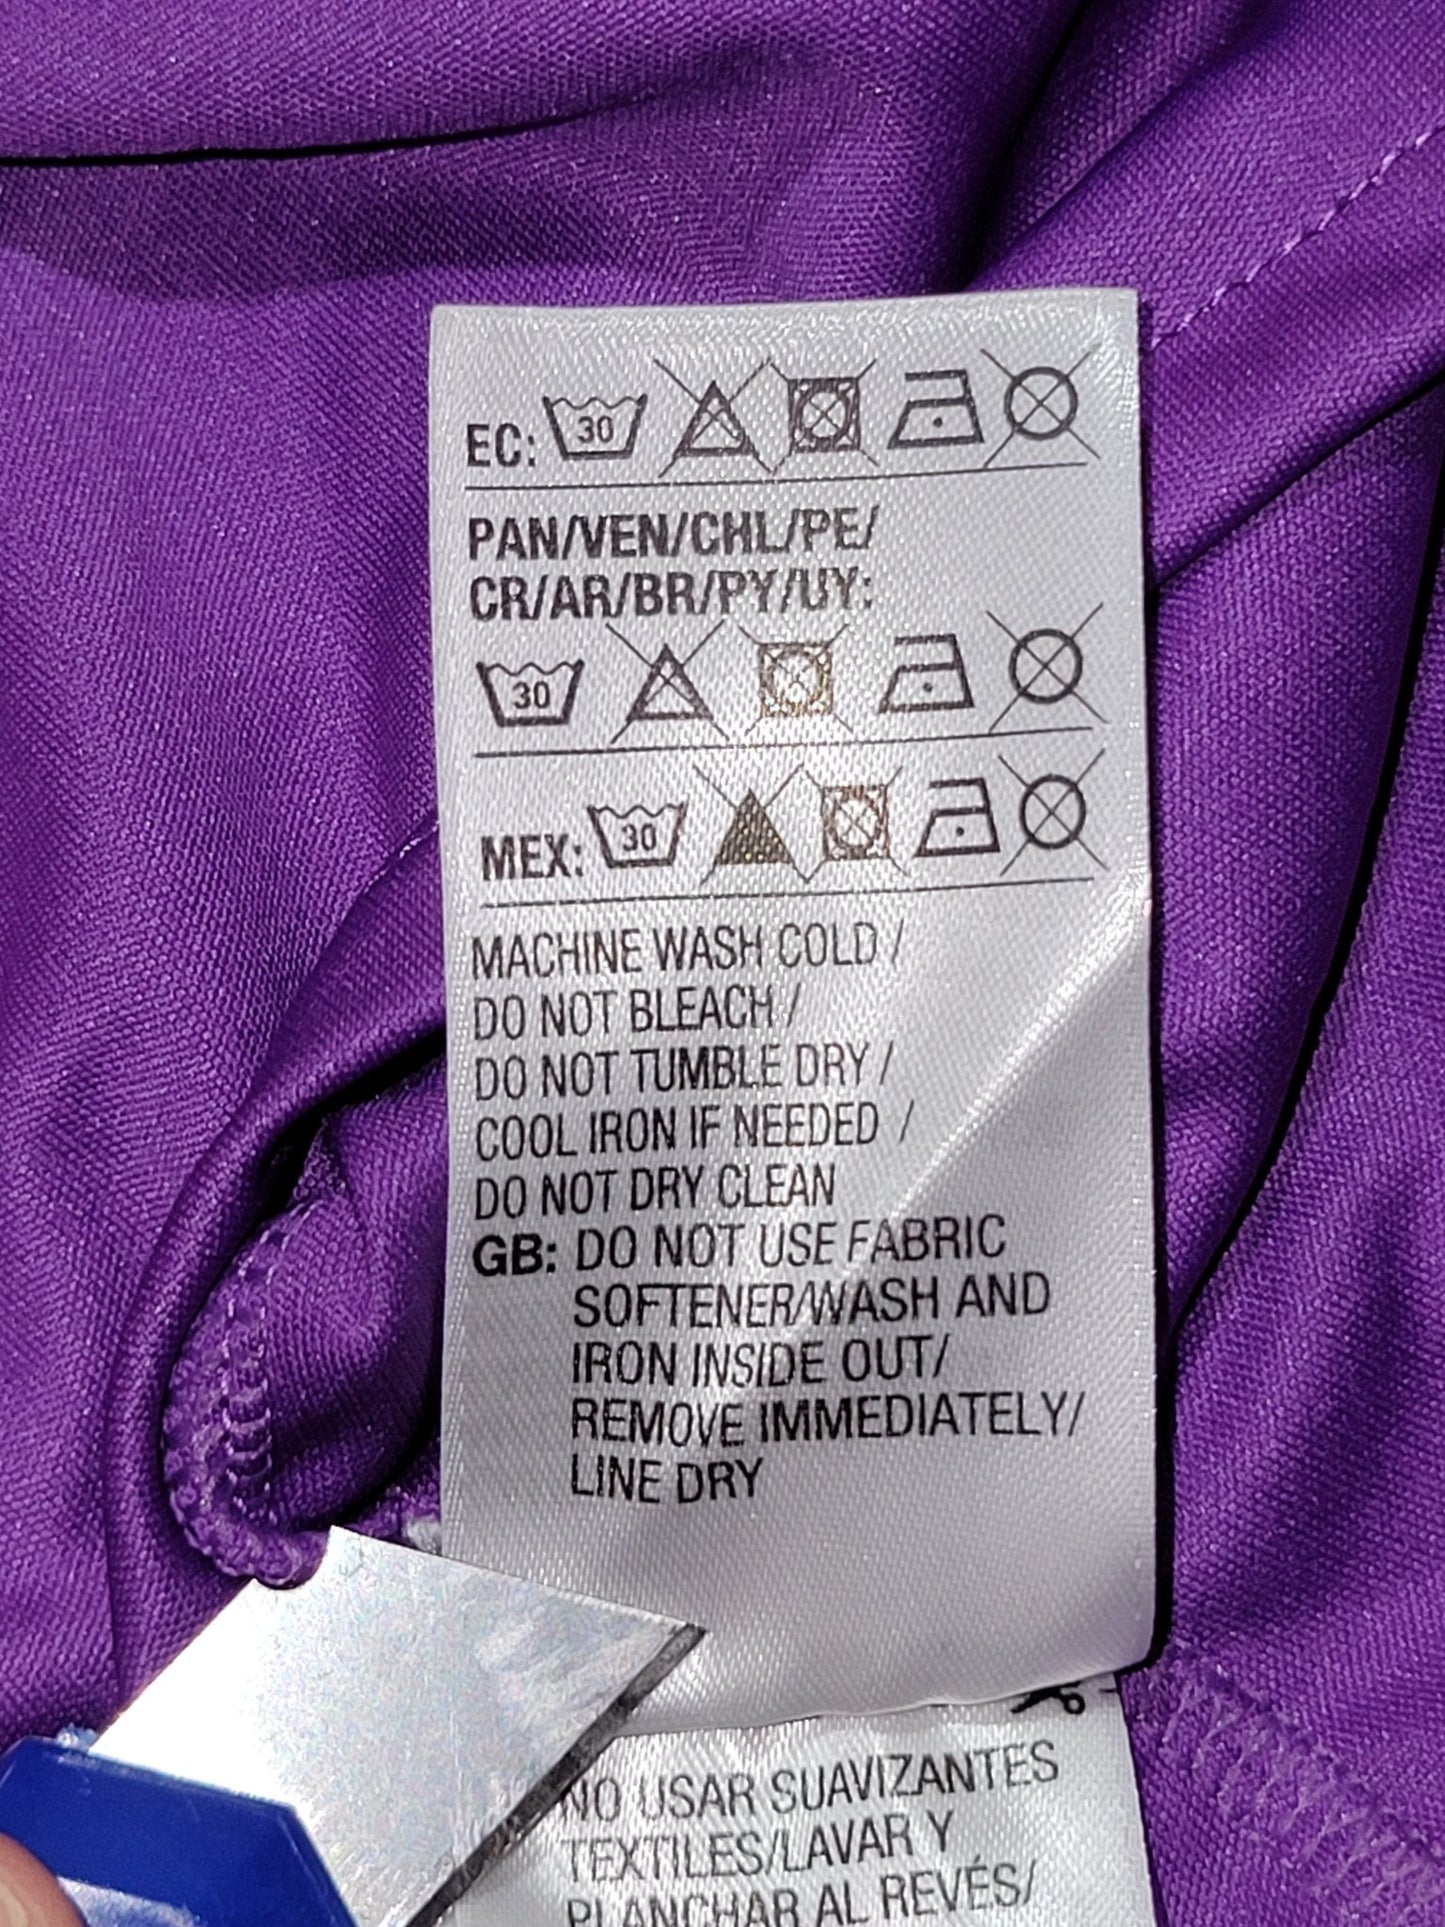 EC: 30
PAN/VEN/CHL/PE/
CR/AR/BR/PY/UY:
30
MEX: 30
MACHINE WASH COLD /
DO NOT BLEACH /
DO NOT TUMBLE DRY /
COOL IRON IF NEEDED /
DO NOT DRY CLEAN
GB: DO NOT USE FABRIC
SOFTENER/WASH AND
IRON INSIDE OUT/
REMOVE IMMEDIATELY/
LINE DRY
NO USAR SUAVIZANTES
TEXTILES/LAVAR Y
PLANCHAR AL REVÉS/